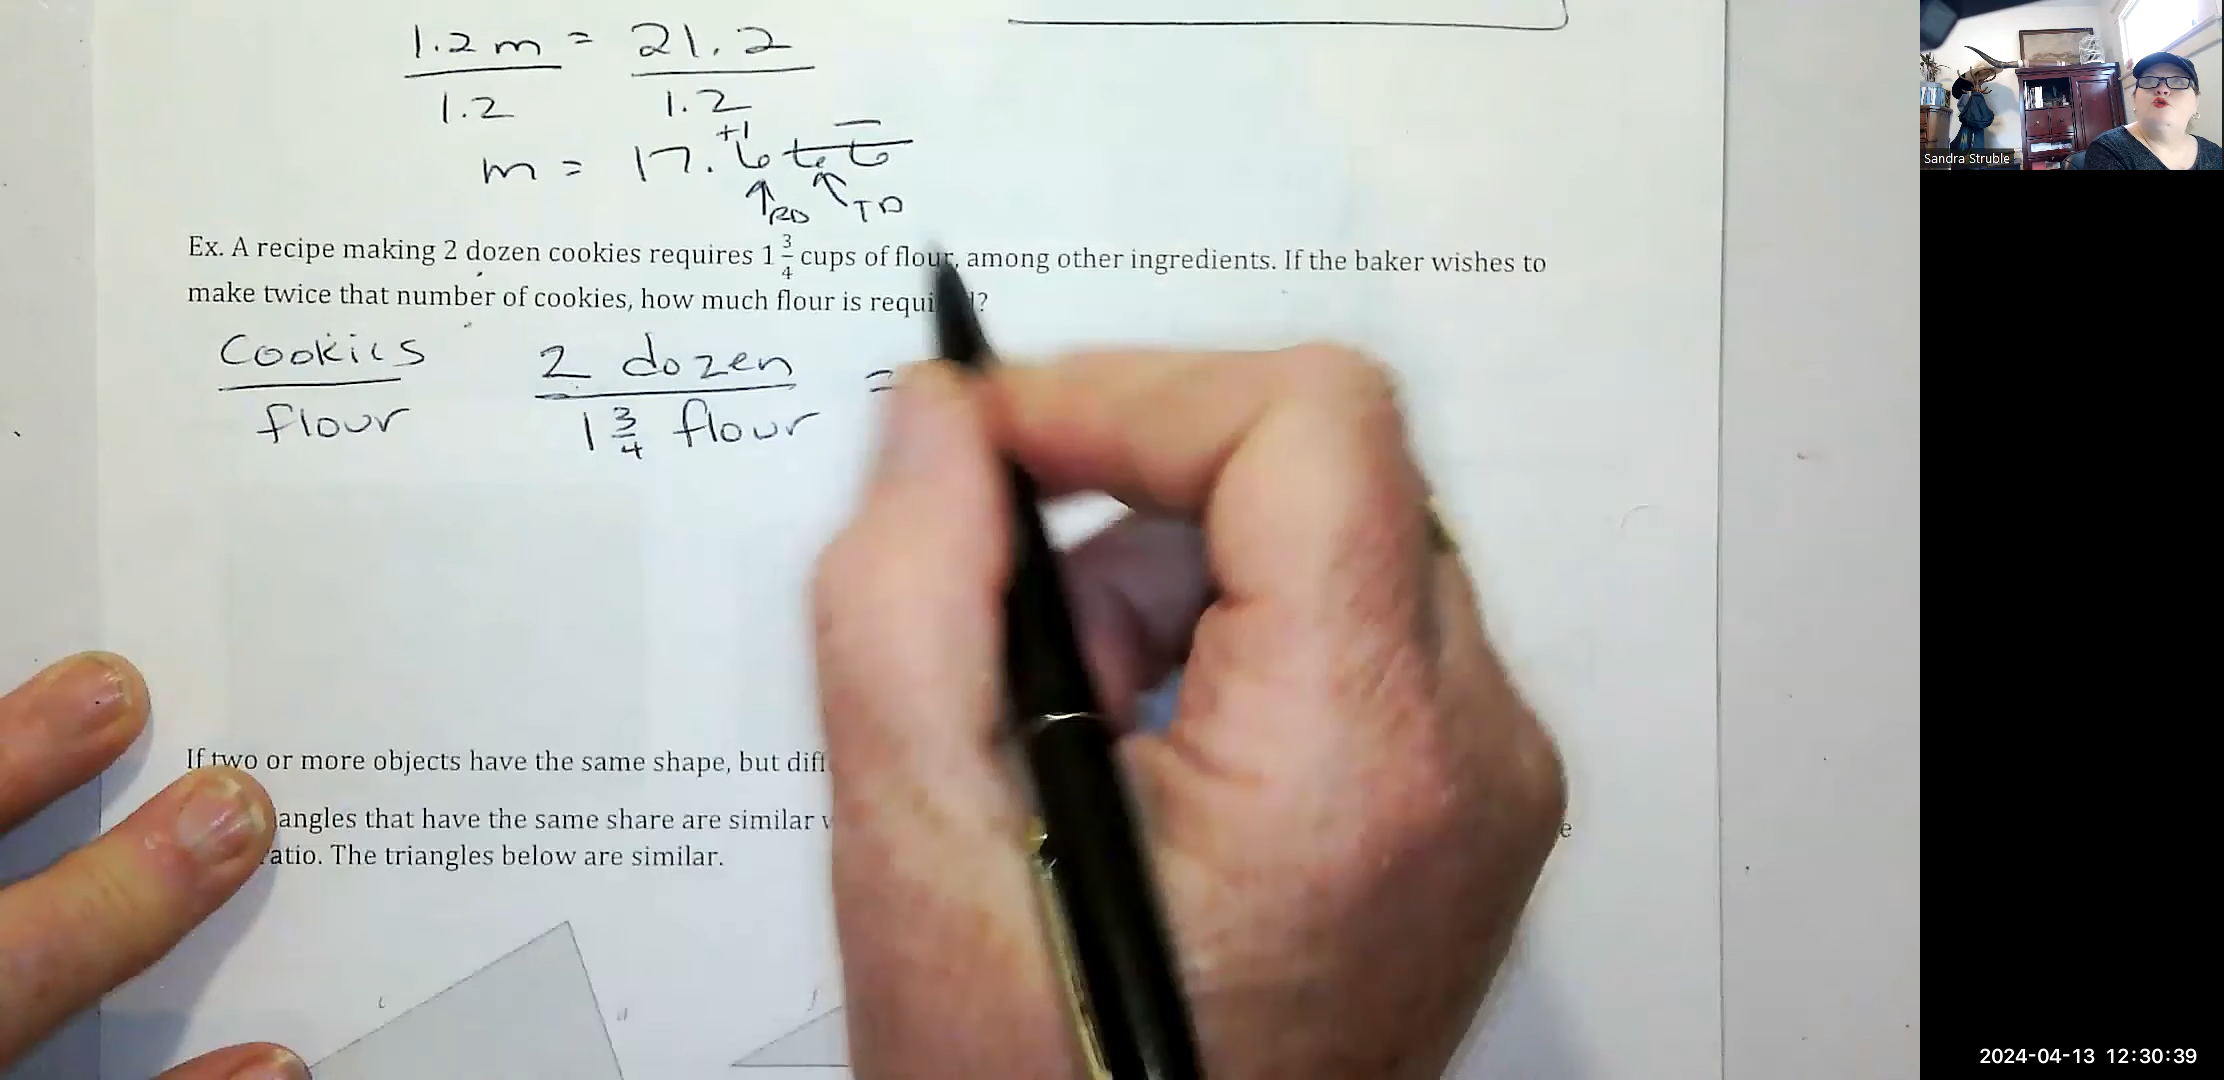 1.2m = 21.2
1.2 1.2
+1
m = 17.666
RD TD
Ex. A recipe making 2 dozen cookies requires 1 3/4 cups of flour, among other ingredients. If the baker wishes to
make twice that number of cookies, how much flour is ?
Cookies 2 dozen =
flour 1 3/4 flour
If two or more objects have the same shape, but
that have the same share are similar
The triangles below are similar.
Sandra Struble
2024-04-13 12:30:39